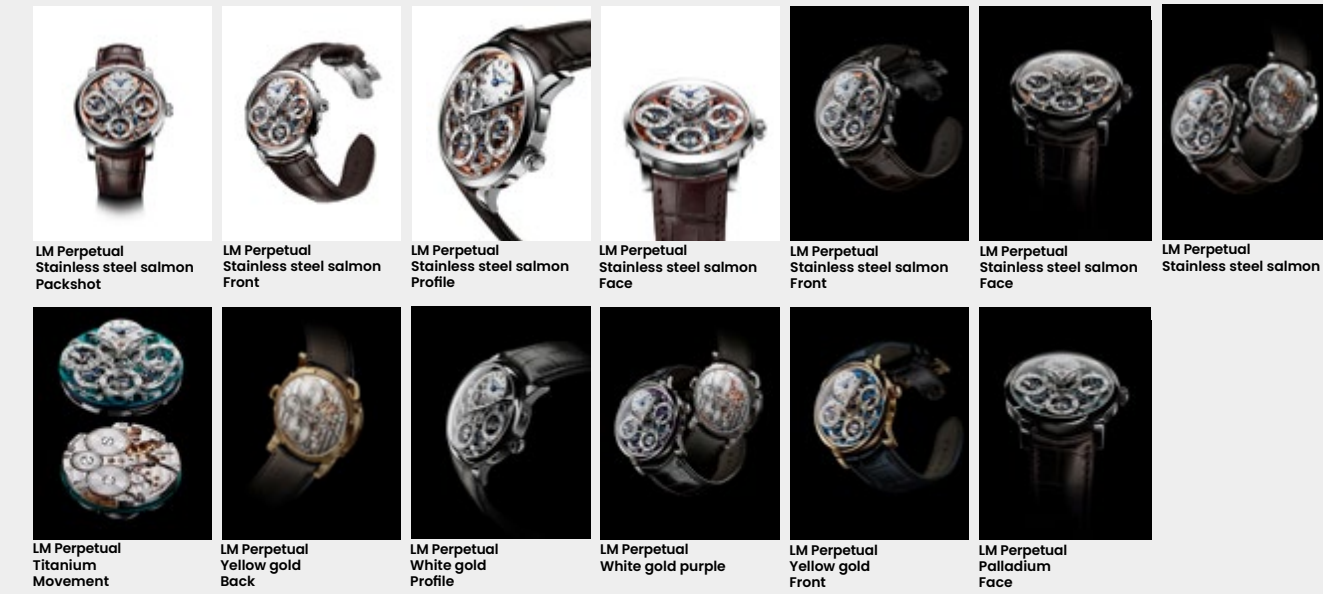 LM Perpetual
Stainless steel salmon
Packshot
LM Perpetual
Stainless steel salmon
Front
LM Perpetual
Stainless steel salmon
Profile
LM Perpetual
Stainless steel salmon
Face
LM Perpetual
Stainless steel salmon
Front
LM Perpetual
Stainless steel salmon
Face
LM Perpetual
Stainless steel salmon
LM Perpetual
Titanium
Movement
LM Perpetual
Yellow gold
Back
LM Perpetual
White gold
Profile
LM Perpetual
White gold purple
LM Perpetual
Yellow gold
Front
LM Perpetual
Palladium
Face